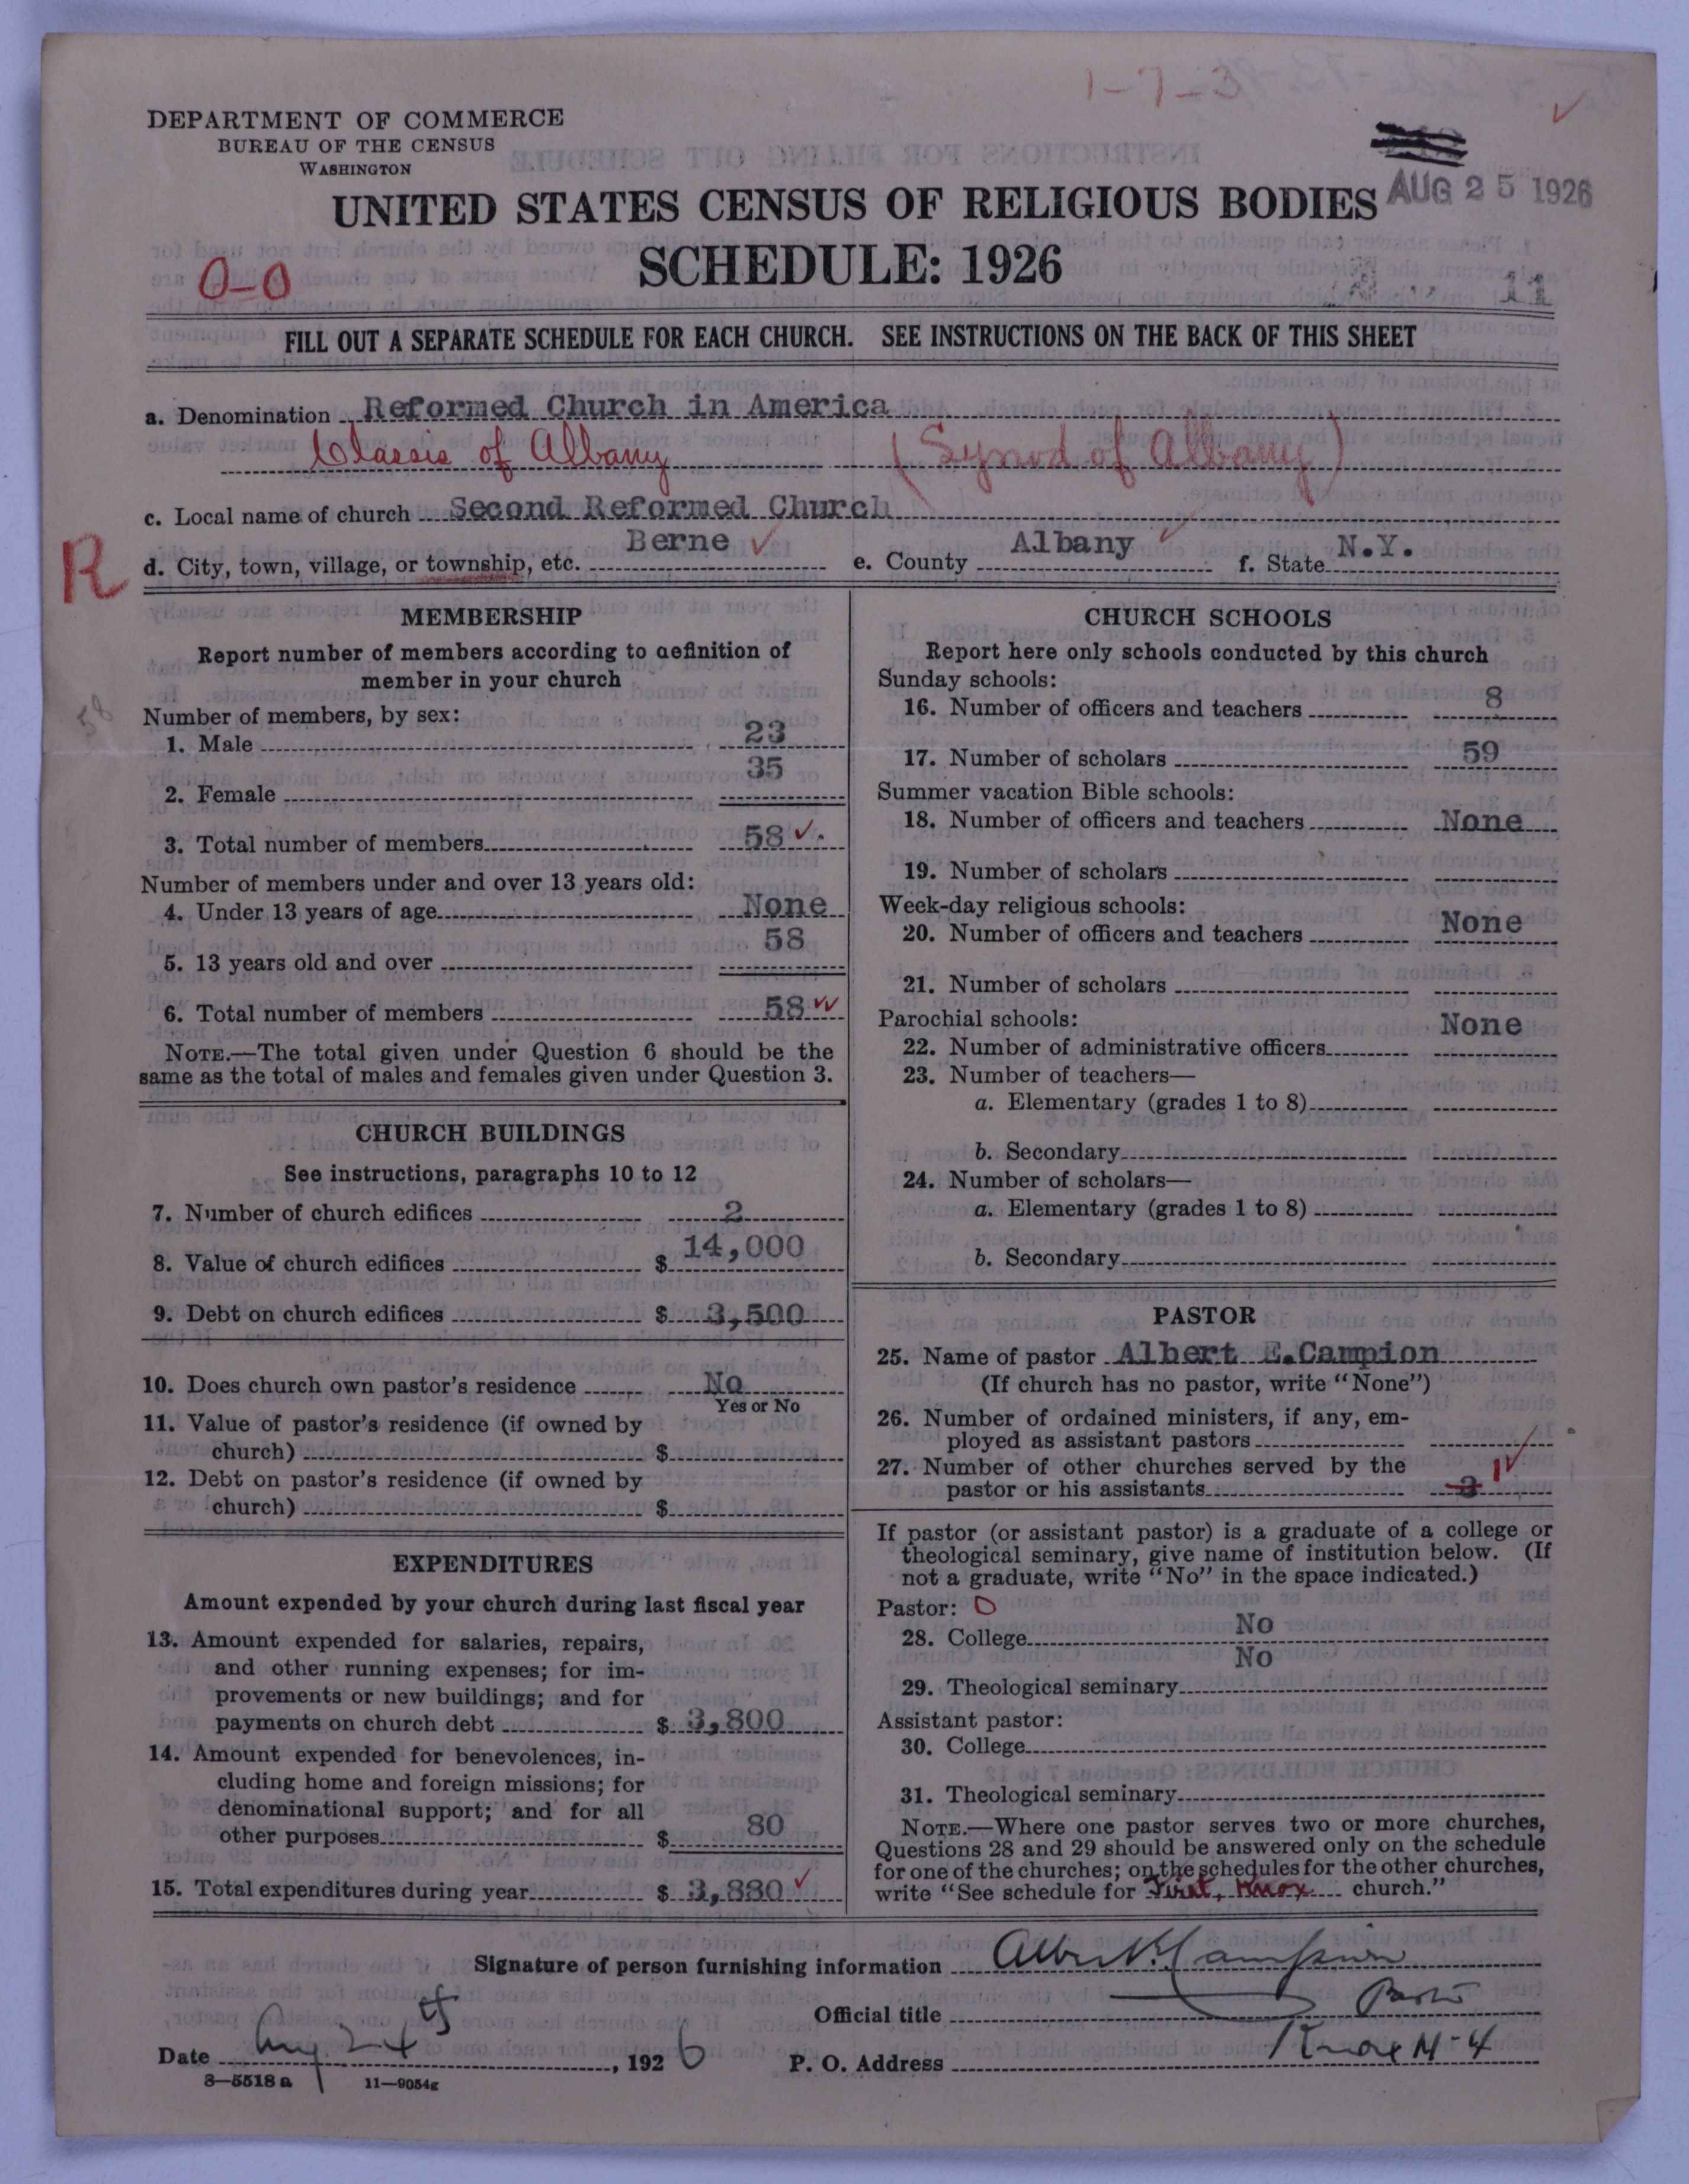 1-7-3
DEPARTMENT OF COMMERCE
BUREAU OF THE CENSUS
WASHINGTON
AUG 25 1926
UNITED STATES CENSUS OF RELIGIOUS BODIES
SCHEDULE: 1926
O-O
11
FILL OUT A SEPARATE SCHEDULE FOR EACH CHURCH. SEE INSTRUCTIONS ON THE BACK OF THIS SHEET
a. Denomination Reformed Church in America
Classis of Albany (Synod of Albany)
c. Local name of church Second Reformed Church
R
d. City, town, village, or township, etc. Berne ✓ e. County Albany ✓ f. State N.Y.
MEMBERSHIP
Report number of members according to definition of
member in your church
58
Number of members, by sex:
1. Male 23
2. Female 35
3. Total number of members 58 ✓
Number of members under and over 13 years old:
4. Under 13 years of age None
5. 13 years old and over 58
6. Total number of members 58 ✓✓
NOTE.—The total given under Question 6 should be the
same as the total of males and females given under Question 3.
CHURCH BUILDINGS
See instructions, paragraphs 10 to 12
7. Number of church edifices 2
8. Value of church edifices $ 14,000
9. Debt on church edifices $ 3,500
10. Does church own pastor's residence No
Yes or No
11. Value of pastor's residence (if owned by
church) $
12. Debt on pastor's residence (if owned by
church) $
EXPENDITURES
Amount expended by your church during last fiscal year
13. Amount expended for salaries, repairs,
and other running expenses; for im-
provements or new buildings; and for
payments on church debt $ 3,800
14. Amount expended for benevolences, in-
cluding home and foreign missions; for
denominational support; and for all
other purposes $ 80
15. Total expenditures during year $ 3,880 ✓
CHURCH SCHOOLS
Report here only schools conducted by this church
Sunday schools:
16. Number of officers and teachers 8
17. Number of scholars 59
Summer vacation Bible schools:
18. Number of officers and teachers None
19. Number of scholars
Week-day religious schools:
20. Number of officers and teachers None
21. Number of scholars
Parochial schools:
22. Number of administrative officers None
23. Number of teachers—
a. Elementary (grades 1 to 8)
b. Secondary
24. Number of scholars—
a. Elementary (grades 1 to 8)
b. Secondary
PASTOR
25. Name of pastor Albert E.Campion
(If church has no pastor, write "None")
26. Number of ordained ministers, if any, em-
ployed as assistant pastors ✓
27. Number of other churches served by the
pastor or his assistants 1 ✓
If pastor (or assistant pastor) is a graduate of a college or
theological seminary, give name of institution below. (If
not a graduate, write "No" in the space indicated.)
Pastor: O
28. College No
29. Theological seminary No
Assistant pastor:
30. College
31. Theological seminary
NOTE.—Where one pastor serves two or more churches,
Questions 28 and 29 should be answered only on the schedule
for one of the churches; on the schedules for the other churches,
write "See schedule for First, Knox church."
Signature of person furnishing information Albert E. Campion
Official title Pastor
Date Aug 24, 1926 P. O. Address Knox N-4
8—5518 a 11—9054g